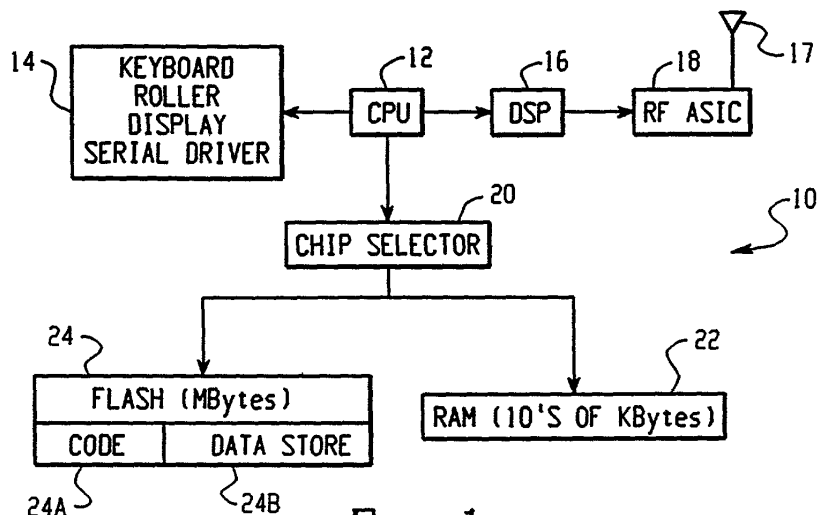 14
KEYBOARD
ROLLER
DISPLAY
SERIAL DRIVER
12
CPU
16
DSP
18
RF ASIC
17
10
20
CHIP SELECTOR
24
FLASH (MBytes)
CODE
DATA STORE
24A
24B
22
RAM (10'S OF KBytes)